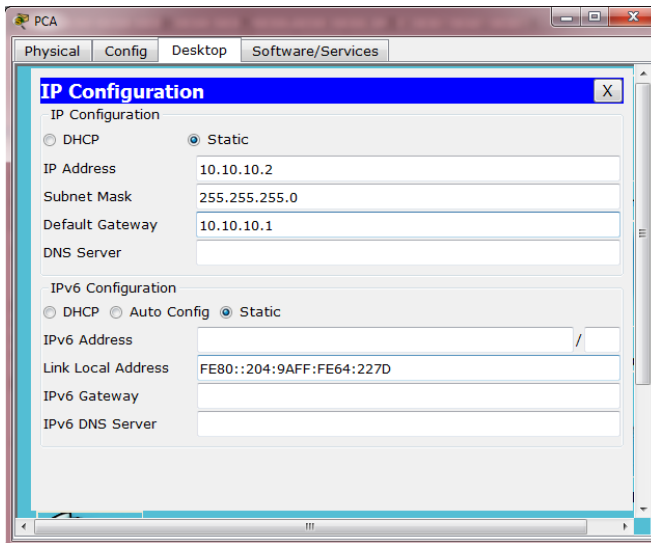 PCA
Physical Config Desktop Software/Services
IP Configuration X
IP Configuration
DHCP Static
IP Address 10.10.10.2
Subnet Mask 255.255.255.0
Default Gateway 10.10.10.1
DNS Server
IPv6 Configuration
DHCP Auto Config Static
IPv6 Address /
Link Local Address FE80::204:9AFF:FE64:227D
IPv6 Gateway
IPv6 DNS Server